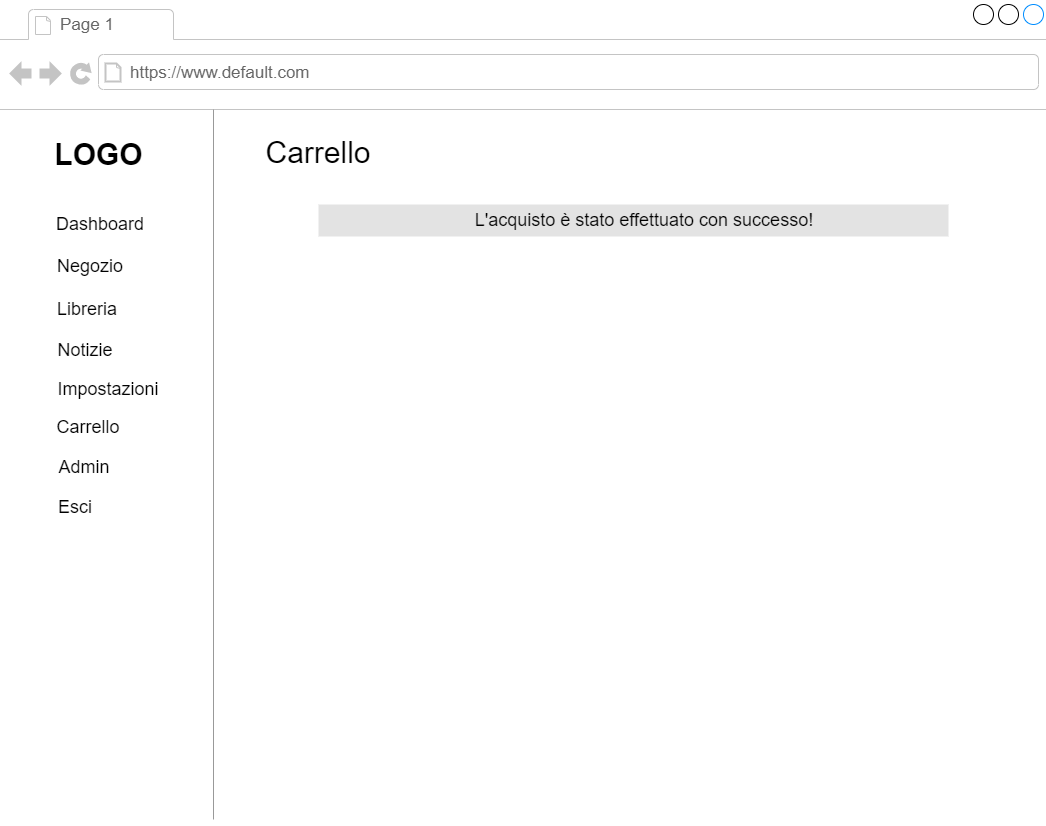 Page 1
https://www.default.com
LOGO
Dashboard
Negozio
Libreria
Notizie
Impostazioni
Carrello
Admin
Esci
Carrello
L'acquisto è stato effettuato con successo!